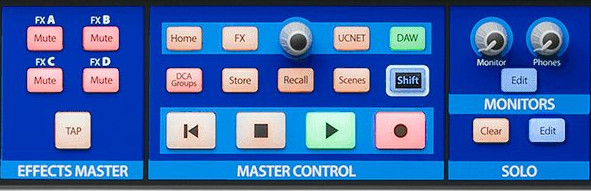 FX A
FX B
Mute
Mute
FX C
FX D
Mute
Mute
TAP
EFFECTS MASTER
Home
FX
UCNET
DAW
DCA
Groups
Store
Recall
Scenes
Shift
MASTER CONTROL
Monitor
Phones
Edit
MONITORS
Clear
Edit
SOLO